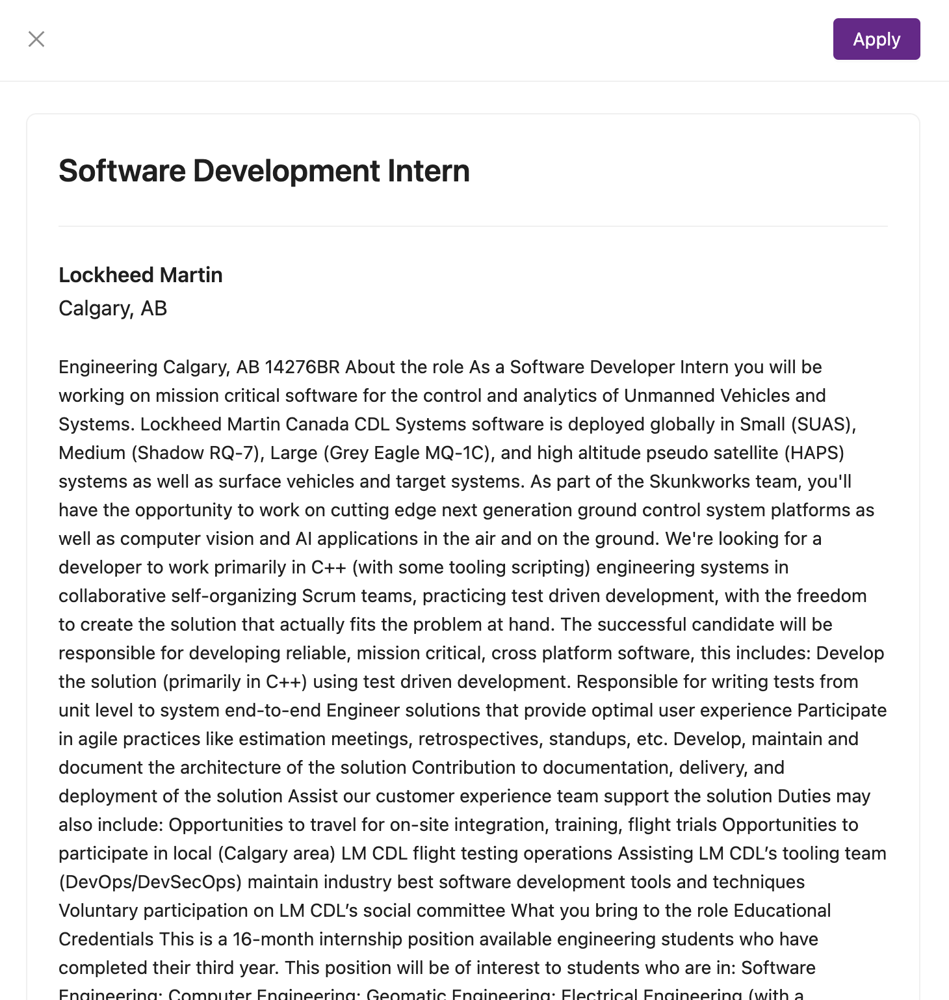 Apply
Software Development Intern
Lockheed Martin
Calgary, AB
Engineering Calgary, AB 14276BR About the role As a Software Developer Intern you will be
working on mission critical software for the control and analytics of Unmanned Vehicles and
Systems. Lockheed Martin Canada CDL Systems software is deployed globally in Small (SUAS),
Medium (Shadow RQ-7), Large (Grey Eagle MQ-1C), and high altitude pseudo satellite (HAPS)
systems as well as surface vehicles and target systems. As part of the Skunkworks team, you'll
have the opportunity to work on cutting edge next generation ground control system platforms as
well as computer vision and AI applications in the air and on the ground. We're looking for a
developer to work primarily in C++ (with some tooling scripting) engineering systems in
collaborative self-organizing Scrum teams, practicing test driven development, with the freedom
to create the solution that actually fits the problem at hand. The successful candidate will be
responsible for developing reliable, mission critical, cross platform software, this includes: Develop
the solution (primarily in C++) using test driven development. Responsible for writing tests from
unit level to system end-to-end Engineer solutions that provide optimal user experience Participate
in agile practices like estimation meetings, retrospectives, standups, etc. Develop, maintain and
document the architecture of the solution Contribution to documentation, delivery, and
deployment of the solution Assist our customer experience team support the solution Duties may
also include: Opportunities to travel for on-site integration, training, flight trials Opportunities to
participate in local (Calgary area) LM CDL flight testing operations Assisting LM CDL’s tooling team
(DevOps/DevSecOps) maintain industry best software development tools and techniques
Voluntary participation on LM CDL’s social committee What you bring to the role Educational
Credentials This is a 16-month internship position available engineering students who have
completed their third year. This position will be of interest to students who are in: Software
Engineering; Computer Engineering; Geomatic Engineering; Electrical Engineering (with a